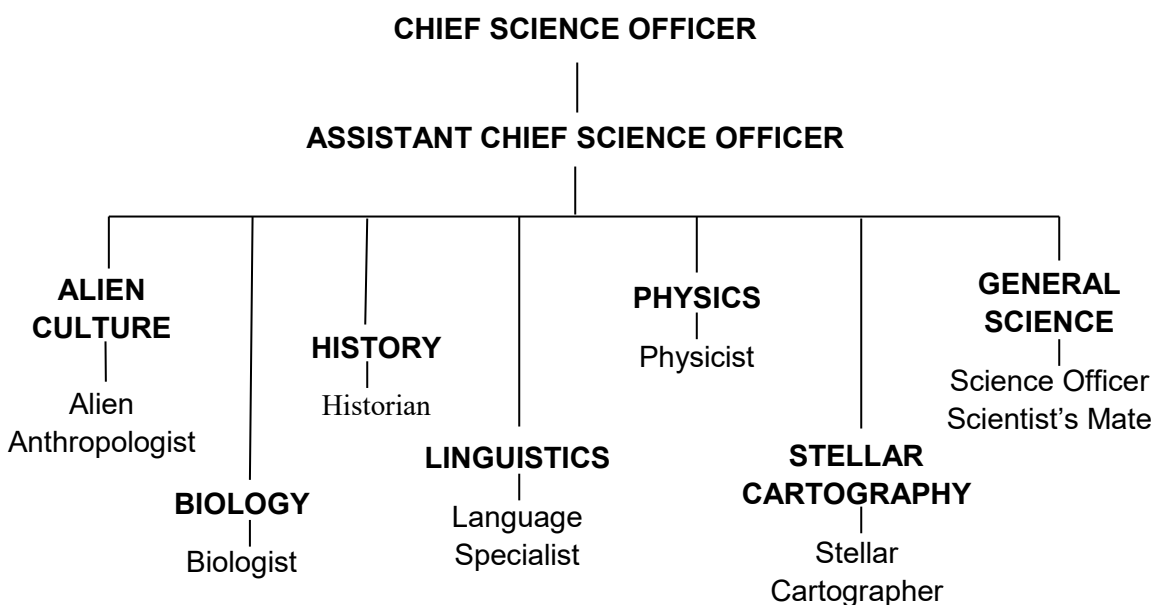 CHIEF SCIENCE OFFICER
ASSISTANT CHIEF SCIENCE OFFICER
ALIEN
CULTURE
Alien
Anthropologist
BIOLOGY
Biologist
HISTORY
Historian
LINGUISTICS
Language
Specialist
PHYSICS
Physicist
STELLAR
CARTOGRAPHY
Stellar
Cartographer
GENERAL
SCIENCE
Science Officer
Scientist’s Mate